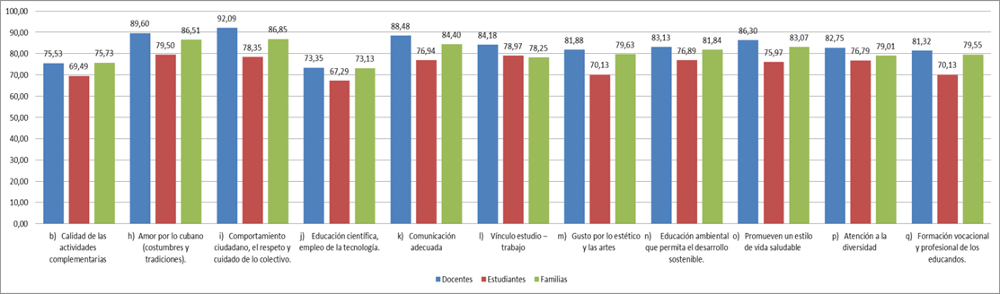 100,00
90,00
80,00
70,00
60,00
50,00
40,00
30,00
20,00
10,00
0,00
75,53 69,49 75,73
89,60 79,50 86,51
92,09 78,35 86,85
73,35 67,29 73,13
88,48 76,94 84,40
84,18 78,97 78,25
81,88 70,13 79,63
83,13 76,89 81,84
86,30 75,97 83,07
82,75 76,79 79,01
81,32 70,13 79,55
b) Calidad de las
actividades
complementarias
h) Amor por lo cubano
(costumbres y
tradiciones).
i) Comportamiento
ciudadano, el respeto y
cuidado de lo colectivo.
j) Educación científica,
empleo de la tecnología.
k) Comunicación
adecuada
l) Vínculo estudio –
trabajo
m) Gusto por lo estético
y las artes
n) Educación ambiental
que permita el desarrollo
sostenible.
o) Promueven un estilo
de vida saludable
p) Atención a la
diversidad
q) Formación vocacional
y profesional de los
educandos.
Docentes Estudiantes Familias